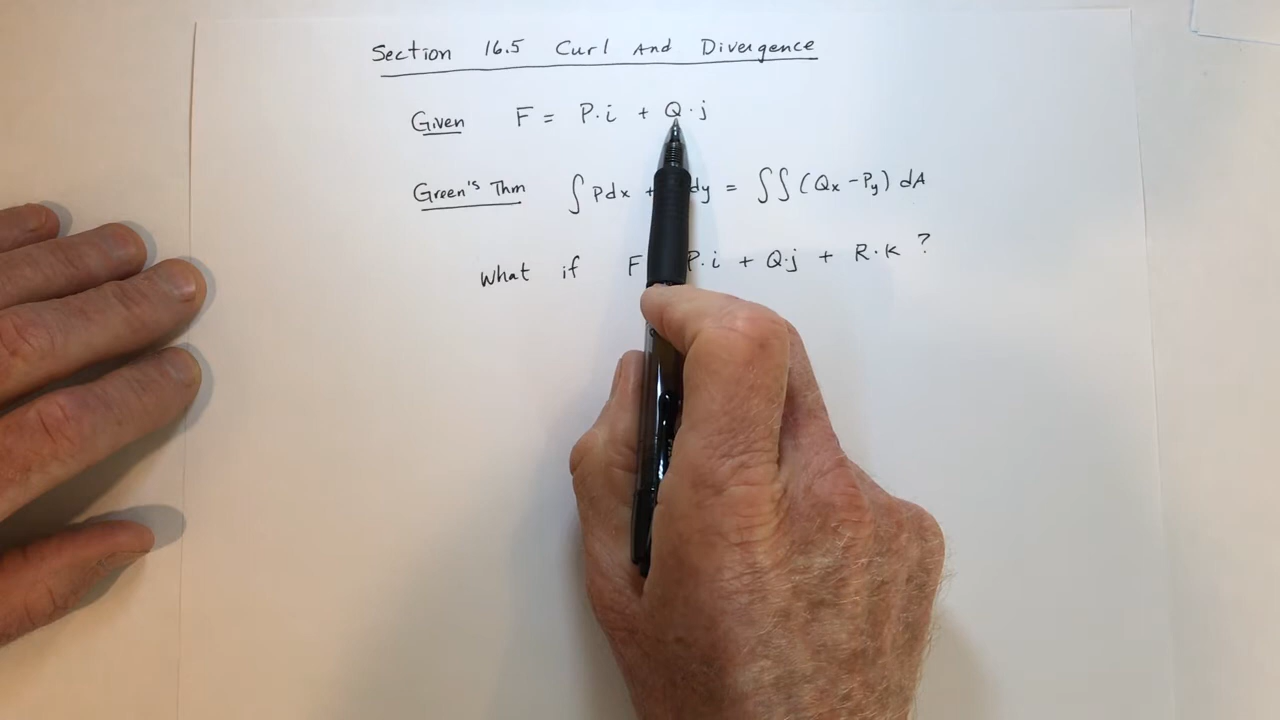 Section 16.5 Curl And Divergence
Given F = P·i + Q·j
Green's Thm ∫ Pdx + dy = ∫∫ (Qx - Py) dA
What if F P·i + Q·j + R·k ?